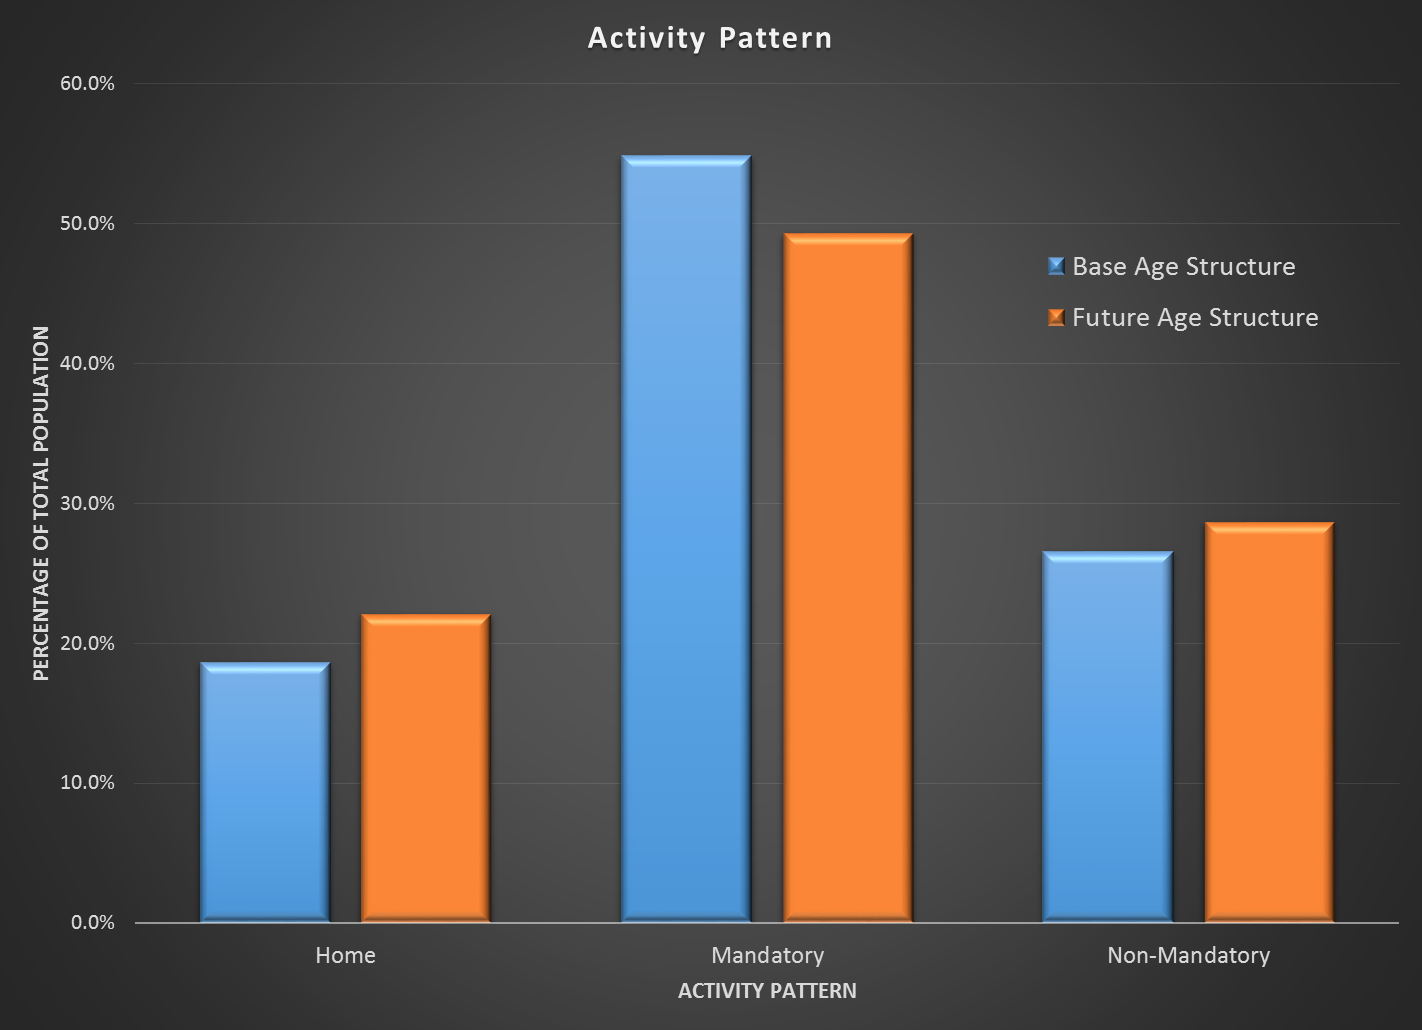 Activity Pattern
60.0%
50.0%
40.0%
30.0%
20.0%
10.0%
0.0%
PERCENTAGE OF TOTAL POPULATION
Base Age Structure
Future Age Structure
Home
Mandatory
Non-Mandatory
ACTIVITY PATTERN